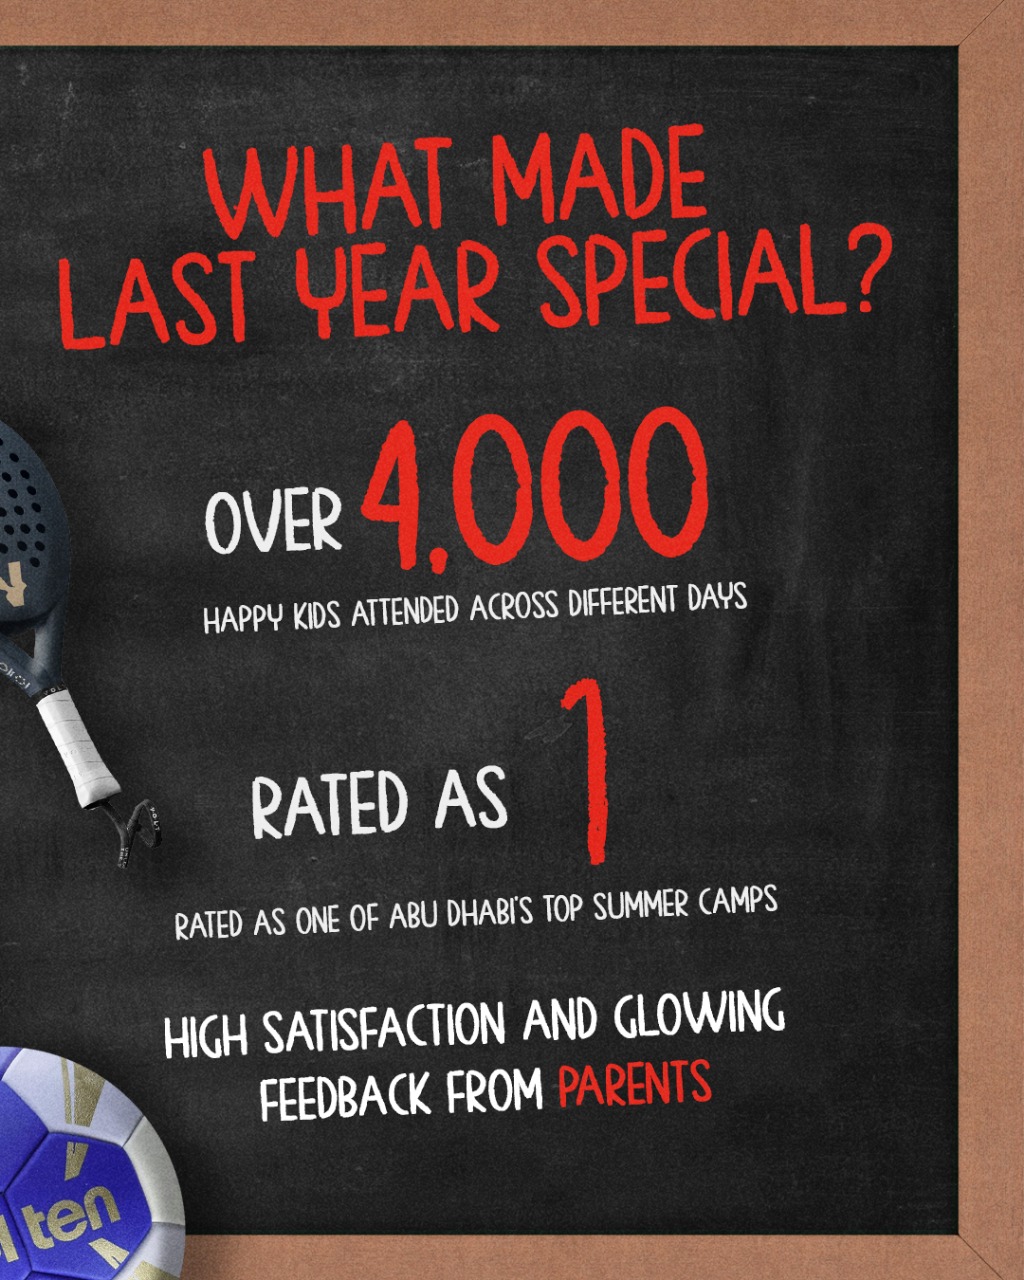 WHAT MADE
LAST YEAR SPECIAL?
OVER 4,000
HAPPY KIDS ATTENDED ACROSS DIFFERENT DAYS
RATED AS 1
RATED AS ONE OF ABU DHABI'S TOP SUMMER CAMPS
HIGH SATISFACTION AND GLOWING
FEEDBACK FROM PARENTS
ten